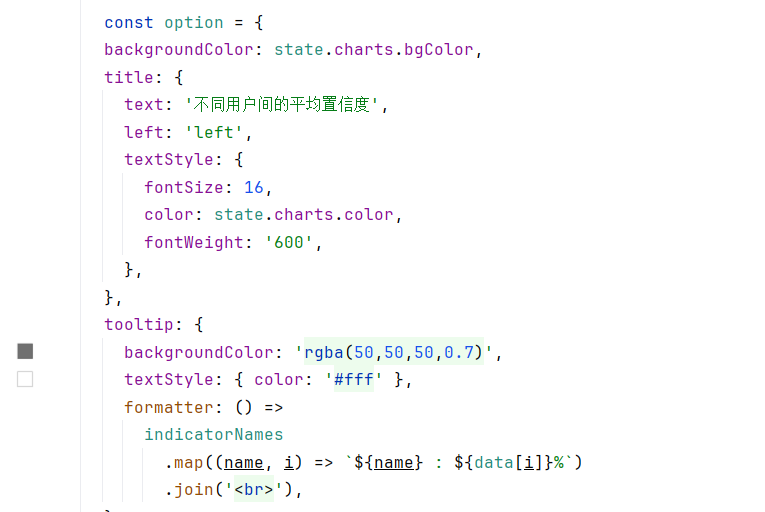 const option = {
backgroundColor: state.charts.bgColor,
title: {
text: '不同用户间的平均置信度',
left: 'left',
textStyle: {
fontSize: 16,
color: state.charts.color,
fontWeight: '600',
},
},
tooltip: {
backgroundColor: 'rgba(50,50,50,0.7)',
textStyle: { color: '#fff' },
formatter: () =>
indicatorNames
.map((name, i) => `${name} : ${data[i]}%`)
.join('<br>'),